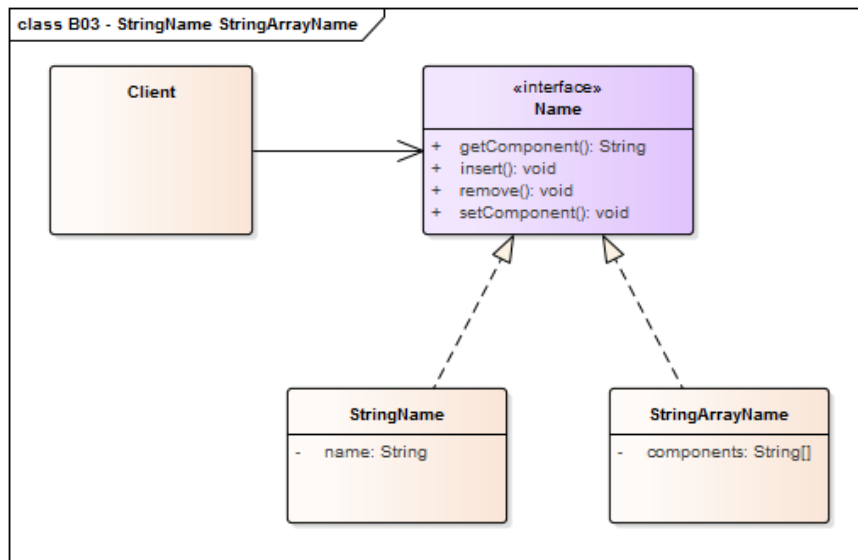 class B03 - StringName StringArrayName
Client
«interface»
Name
+ getComponent(): String
+ insert(): void
+ remove(): void
+ setComponent(): void
StringName
- name: String
StringArrayName
- components: String[]